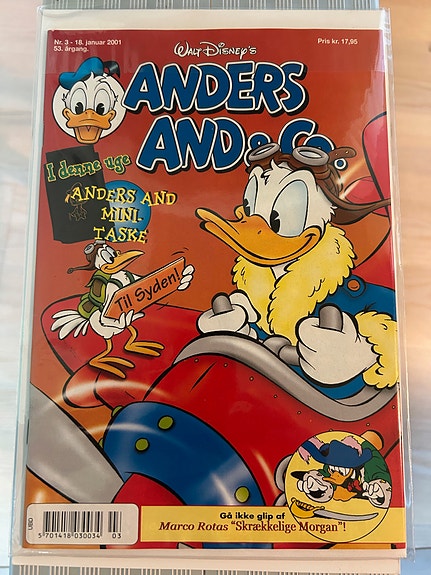 Nr. 3 - 18. januar 2001
53. årgang.
WALT DISNEY'S
Pris kr. 17,95
ANDERS
AND & Co.
I denne uge
ANDERS AND
MINI-
TASKE
Til Syden!
Gå ikke glip af
Marco Rotas "Skrækkelige Morgan"!
UBD
5 701418 030034 03